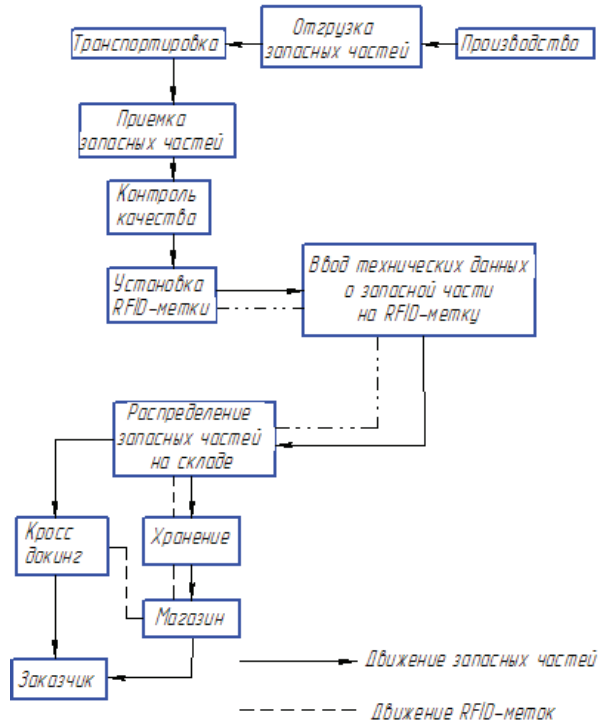 Транспортировка
Отгрузка
запасных частей
Производство
Приемка
запасных частей
Контроль
качества
Установка
RFID-метки
Ввод технических данных
о запасной части
на RFID-метку
Распределение
запасных частей
на складе
Кросс
докинг
Хранение
Магазин
Заказчик
Движение запасных частей
Движение RFID-меток